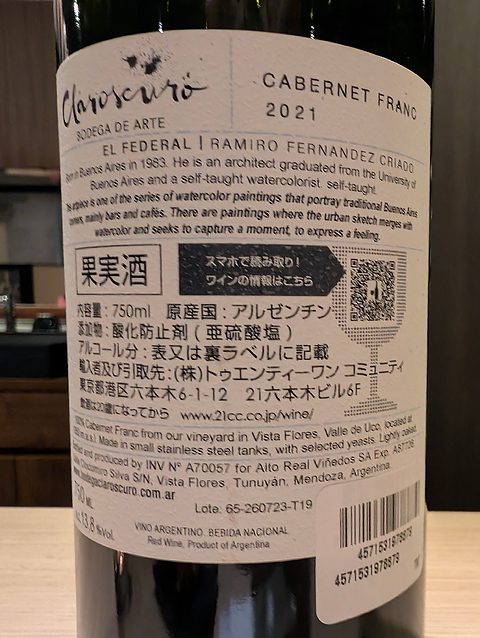 Claroscuro
BODEGA DE ARTE
CABERNET FRANC
2021
EL FEDERAL | RAMIRO FERNANDEZ CRIADO
Born in Buenos Aires in 1983. He is an architect graduated from the University of
Buenos Aires and a self-taught watercolorist. self-taught.
The artpiece is one of the series of watercolor paintings that portray traditional Buenos Aires
corners, mainly bars and cafés. There are paintings where the urban sketch merges with
watercolor and seeks to capture a moment, to express a feeling.
果実酒
スマホで読み取り!
ワインの情報はこちら
内容量:750ml 原産国:アルゼンチン
添加物:酸化防止剤(亜硫酸塩)
アルコール分:表又は裏ラベルに記載
輸入者及び引取先:(株)トゥエンティーワン コミュニティ
東京都港区六本木6-1-12 21六本木ビル6F
飲酒は20歳になってから www.21cc.co.jp/wine/
100% Cabernet Franc from our vineyard in Vista Flores, Valle de Uco, located at
m a.s.l. Made in small stainless steel tanks, with selected yeasts. Lightly oaked.
and produced by INV N° A70057 for Alto Real Viñedos SA Exp.
Clodomiro Silva S/N, Vista Flores, Tunuyán, Mendoza, Argentina.
bodegaclaroscuro.com.ar
750 ML
13,8 %Vol.
Lote: 65-260723-T19
VINO ARGENTINO. BEBIDA NACIONAL
Red Wine, Product of Argentina
4571531978878
4571531978878